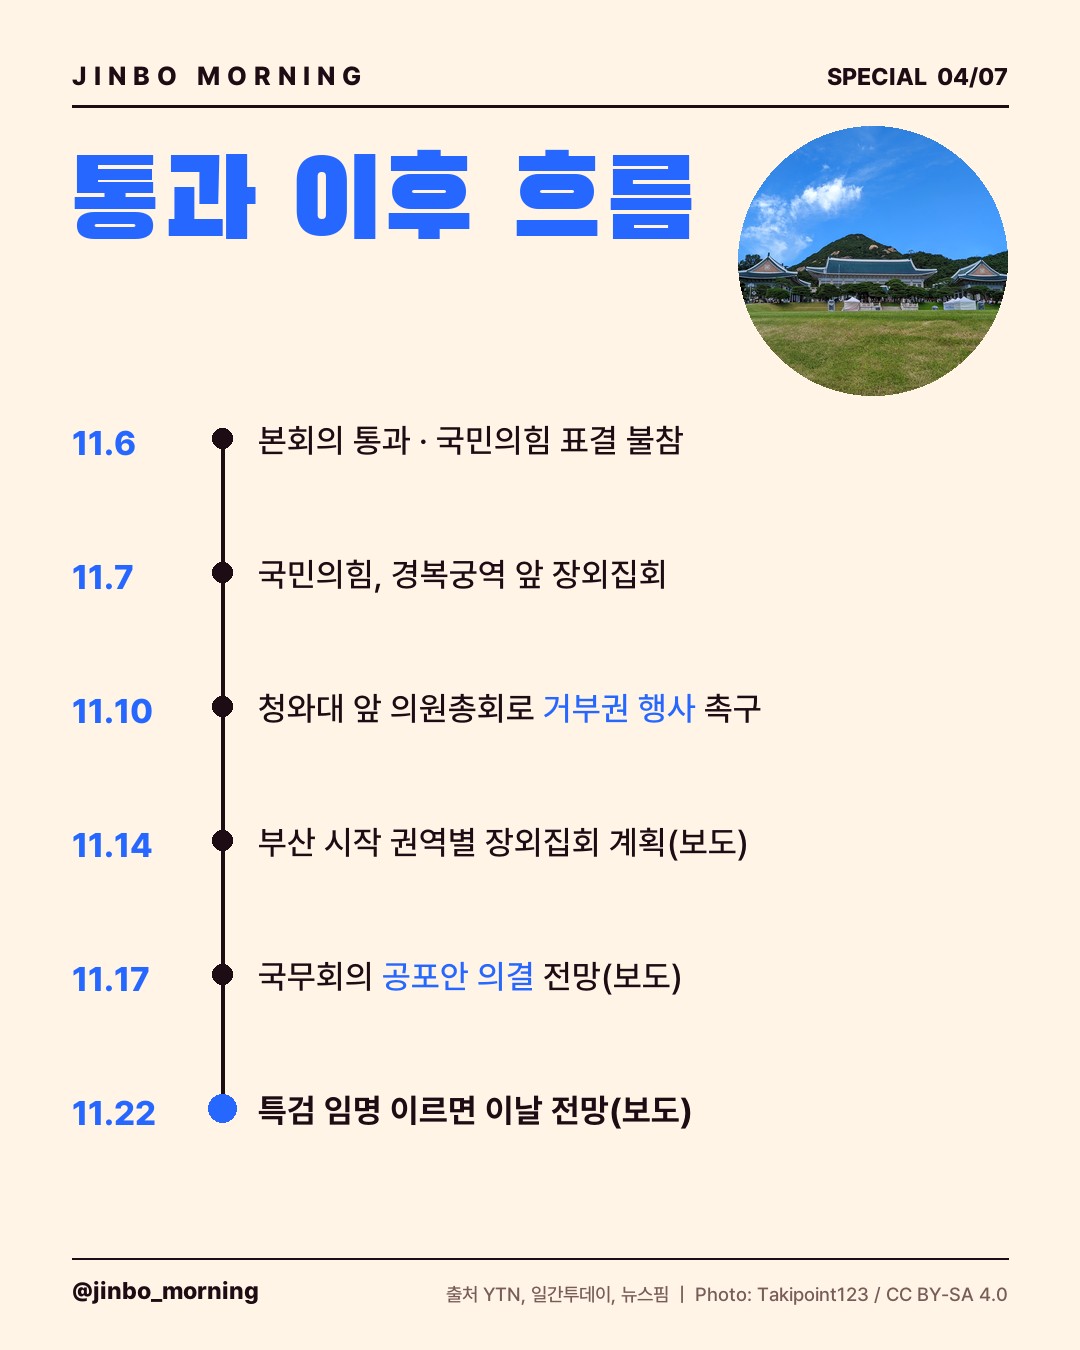 JINBO MORNING
SPECIAL 04/07
통과 이후 흐름
11.6 본회의 통과 · 국민의힘 표결 불참
11.7 국민의힘, 경복궁역 앞 장외집회
11.10 청와대 앞 의원총회로 거부권 행사 촉구
11.14 부산 시작 권역별 장외집회 계획(보도)
11.17 국무회의 공포안 의결 전망(보도)
11.22 특검 임명 이르면 이날 전망(보도)
@jinbo_morning
출처 YTN, 일간투데이, 뉴스핌 | Photo: Takipoint123 / CC BY-SA 4.0